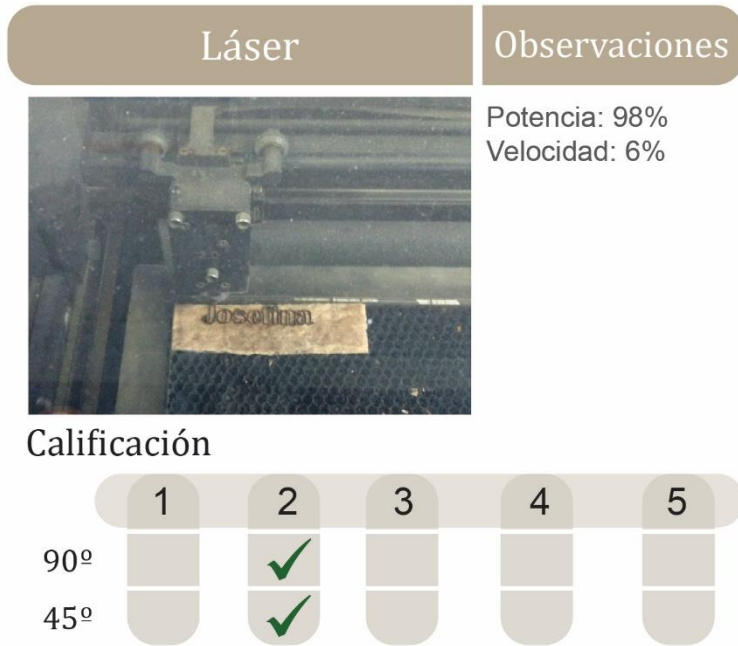 Láser
Observaciones
Potencia: 98%
Velocidad: 6%
Josefina
Calificación
1 2 3 4 5
90º
45º